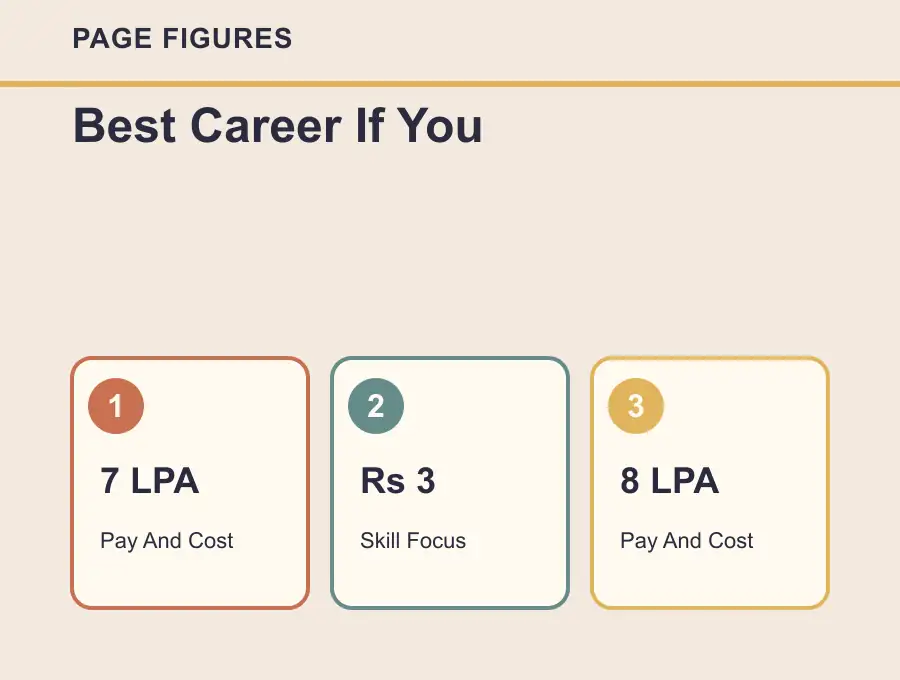 PAGE FIGURES
Best Career If You
1
7 LPA
Pay And Cost
2
Rs 3
Skill Focus
3
8 LPA
Pay And Cost